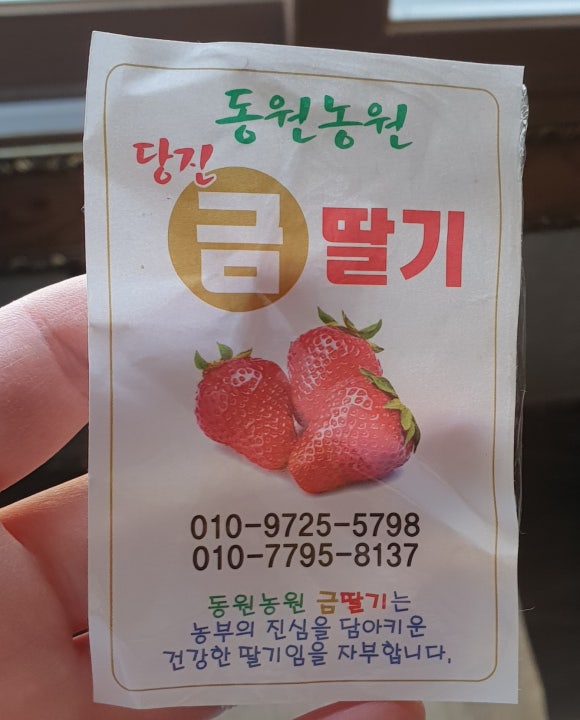 동원농원
당진
금 딸기
010-9725-5798
010-7795-8137
동원농원 금딸기는
농부의 진심을 담아키운
건강한 딸기임을 자부합니다.